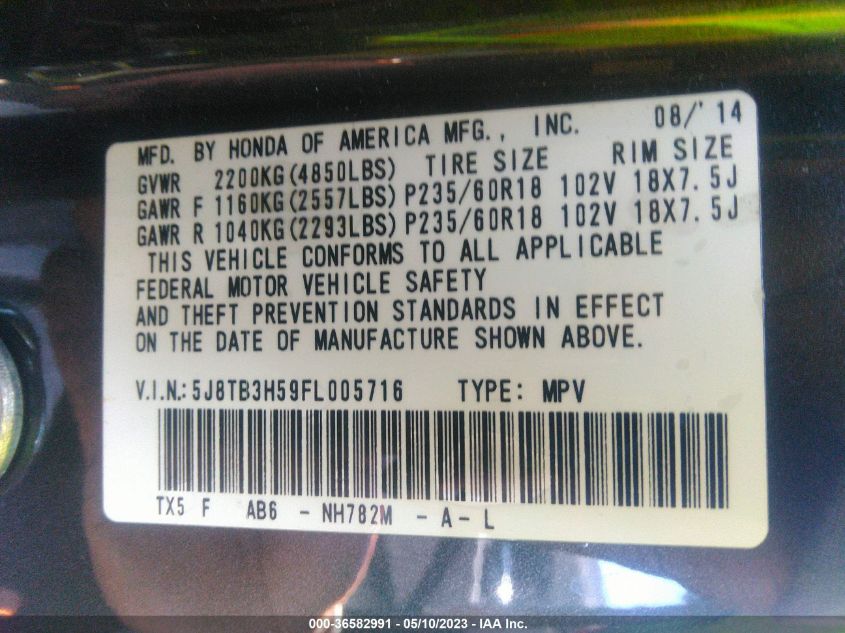 08/'14
MFD. BY HONDA OF AMERICA MFG., INC.
GVWR 2200KG(4850LBS) TIRE SIZE RIM SIZE
GAWR F 1160KG(2557LBS)P235/60R18 102V 18X7.5J
GAWR R 1040KG(2293LBS)P235/60R18 102V 18X7.5J
THIS VEHICLE CONFORMS TO ALL APPLICABLE
FEDERAL MOTOR VEHICLE SAFETY
AND THEFT PREVENTION STANDARDS IN EFFECT
ON THE DATE OF MANUFACTURE SHOWN ABOVE.
V.I.N.: 5J8TB3H59FL005716 TYPE: MPV
TX5 F AB6 - NH782M - A - L
000-36582991 - 05/10/2023 - IAA Inc.